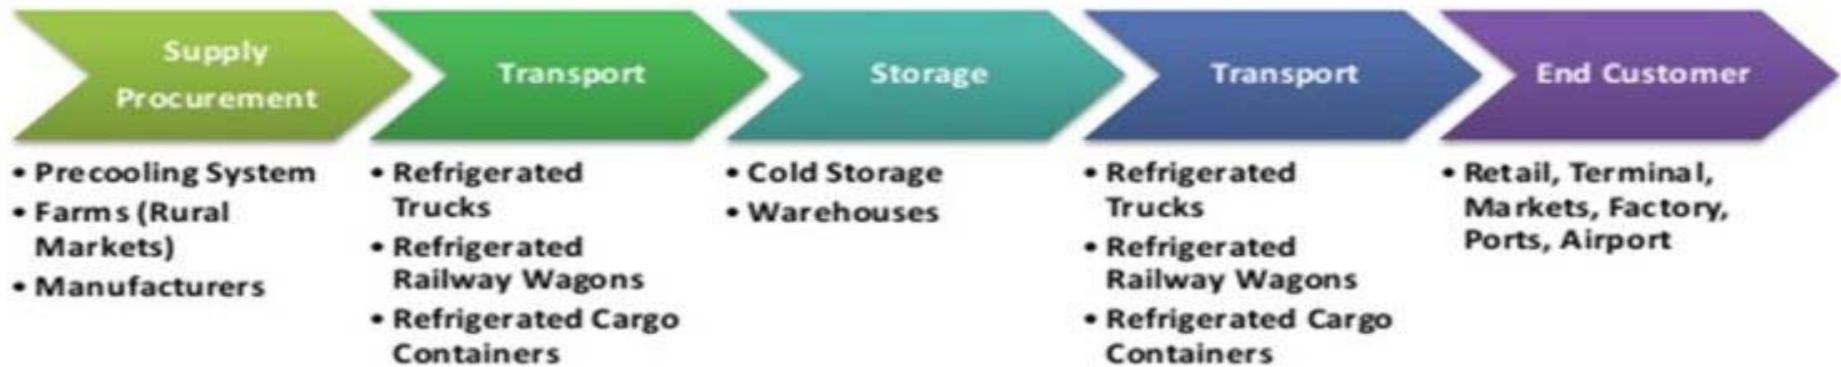 Supply
Procurement
Transport
Storage
Transport
End Customer
• Precooling System
• Farms (Rural
Markets)
• Manufacturers
• Refrigerated
Trucks
• Refrigerated
Railway Wagons
• Refrigerated Cargo
Containers
• Cold Storage
• Warehouses
• Refrigerated
Trucks
• Refrigerated
Railway Wagons
• Refrigerated Cargo
Containers
• Retail, Terminal,
Markets, Factory,
Ports, Airport